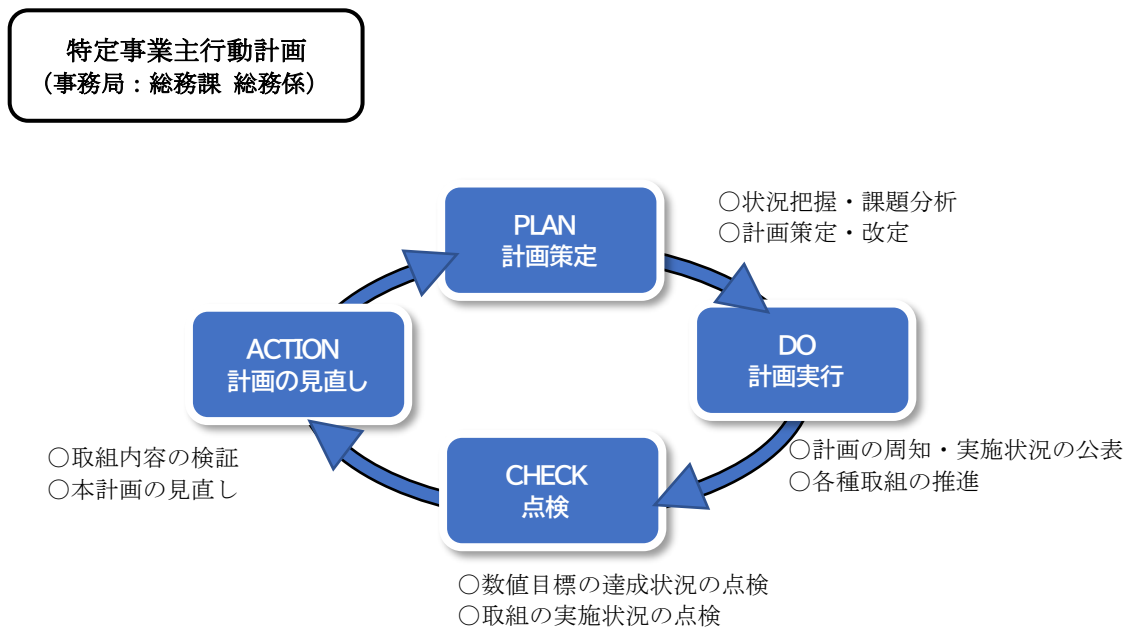 特定事業主行動計画
（事務局：総務課 総務係）
PLAN
計画策定
○状況把握・課題分析
○計画策定・改定
DO
計画実行
○計画の周知・実施状況の公表
○各種取組の推進
CHECK
点検
○数値目標の達成状況の点検
○取組の実施状況の点検
ACTION
計画の見直し
○取組内容の検証
○本計画の見直し